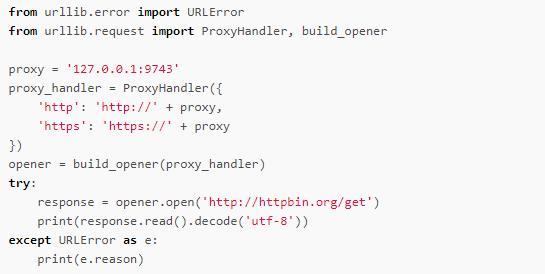 from urllib.error import URLError
from urllib.request import ProxyHandler, build_opener

proxy = '127.0.0.1:9743'
proxy_handler = ProxyHandler({
    'http': 'http://' + proxy,
    'https': 'https://' + proxy
})
opener = build_opener(proxy_handler)
try:
    response = opener.open('http://httpbin.org/get')
    print(response.read().decode('utf-8'))
except URLError as e:
    print(e.reason)